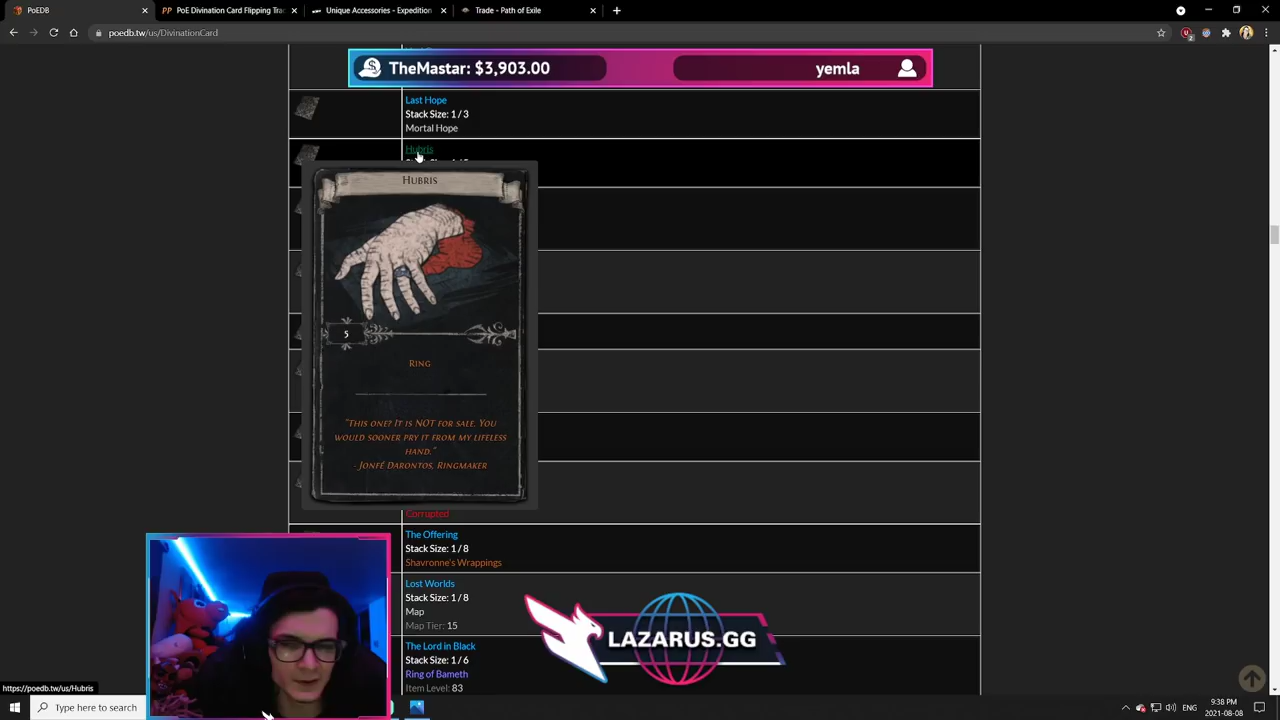 PoEDB
PoE Divination Card Flipping Trac
Unique Accessories - Expedition
Trade - Path of Exile
poedb.tw/us/DivinationCard
TheMastar: $3,903.00
yemla
Last Hope
Stack Size: 1 / 3
Mortal Hope
Hubris
Hubris
5
Ring
"This one? It is NOT for sale. You
would sooner pry it from my lifeless
hand."
- Jonfé Darontos, Ringmaker
Corrupted
The Offering
Stack Size: 1 / 8
Shavronne's Wrappings
Lost Worlds
Stack Size: 1 / 8
Map
Map Tier: 15
The Lord in Black
Stack Size: 1 / 6
Ring of Bameth
Item Level: 83
LAZARUS.GG
https://poedb.tw/us/Hubris
Type here to search
ENG
9:38 PM
2021-08-08